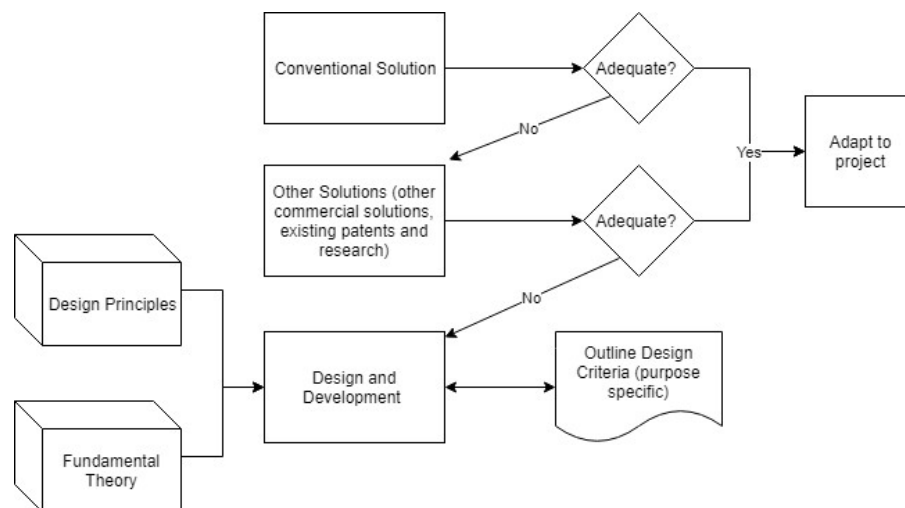 Conventional Solution
Adequate?
No
Yes
Adapt to
project
Other Solutions (other
commercial solutions,
existing patents and
research)
Adequate?
No
Design Principles
Design and
Development
Outline Design
Criteria (purpose
specific)
Fundamental
Theory